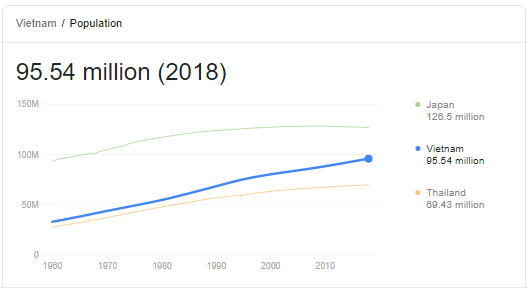 Vietnam / Population
95.54 million (2018)
150M
100M
50M
0
1960
1970
1980
1990
2000
2010
Japan
126.5 million
Vietnam
95.54 million
Thailand
69.43 million